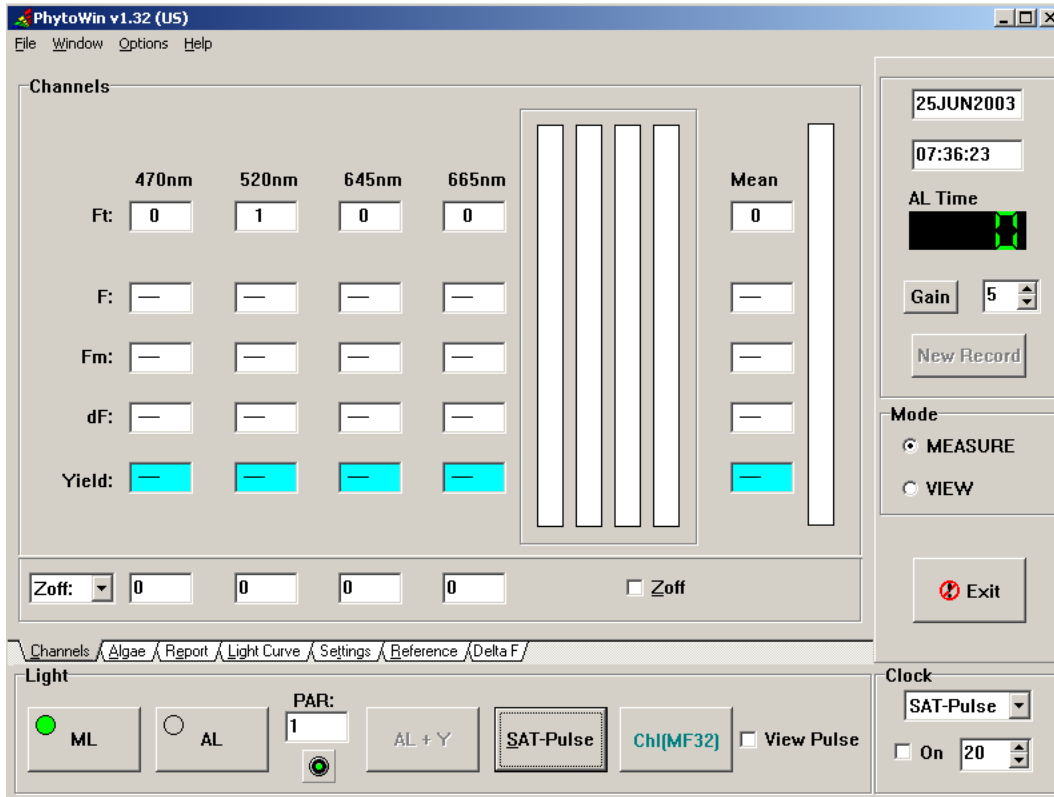 PhytoWin v1.32 (US)
File Window Options Help
Channels
470nm 520nm 645nm 665nm Mean
Ft: 0 1 0 0 0
F: — — — — —
Fm: — — — — —
dF: — — — — —
Yield: — — — — —
Zoff: 0 0 0 0 Zoff
Channels Algae Report Light Curve Settings Reference Delta F
25JUN2003
07:36:23
AL Time
0
Gain 5
New Record
Mode
MEASURE
VIEW
Exit
Light
ML AL PAR: 1 AL + Y SAT-Pulse Chl(MF32) View Pulse
Clock
SAT-Pulse
On 20